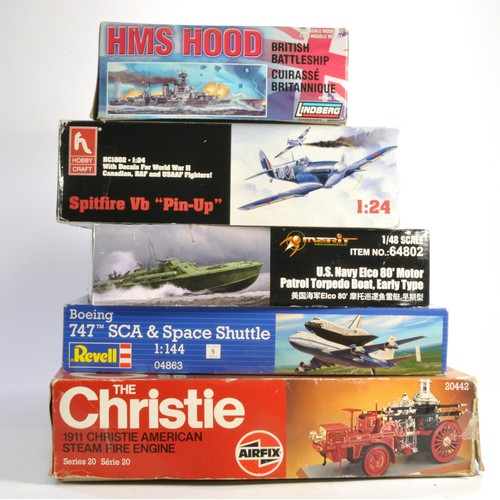 HMS HOOD
BRITISH
BATTLESHIP
CUIRASSÉ
BRITANNIQUE
LINDBERG
HOBBY
CRAFT
HC1802 • 1:24
With Decals For World War II
Canadian, RAF and USAAF Fighters!
Spitfire Vb "Pin-Up"
1:24
merit
1/48 SCALE
ITEM NO.:64802
U.S. Navy Elco 80' Motor
Patrol Torpedo Boat, Early Type
美国海军Elco 80' 摩托巡逻鱼雷艇,早期型
Boeing
747™ SCA & Space Shuttle
Revell
1:144
04863
5
THE
Christie
1911 CHRISTIE AMERICAN
STEAM FIRE ENGINE
Series 20 Série 20
AIRFIX
20442